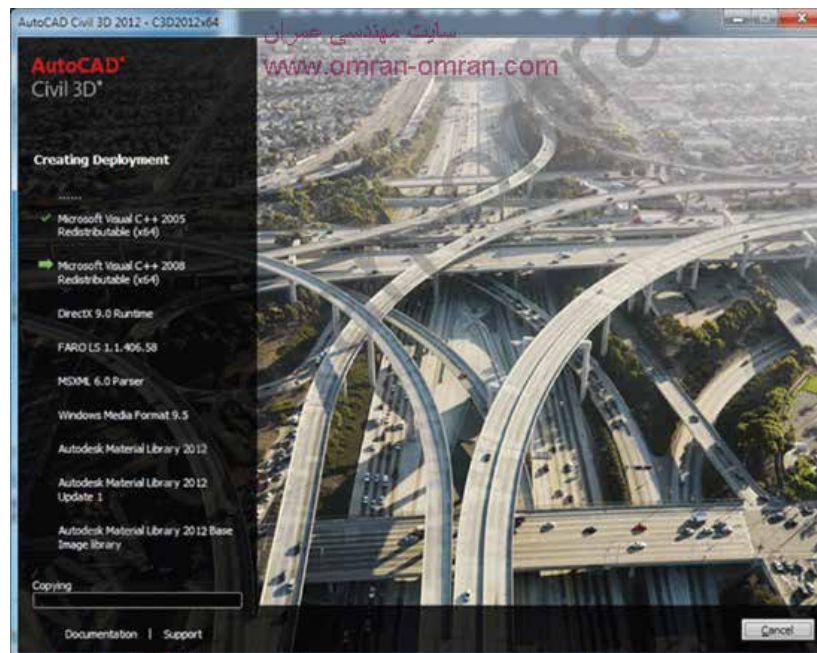 AutoCAD Civil 3D 2012 - C3D2012x64
سایت مهندسی عمران
www.omran-omran.com
AutoCAD®
Civil 3D®
Creating Deployment
......
Microsoft Visual C++ 2005
Redistributable (x64)
Microsoft Visual C++ 2008
Redistributable (x64)
DirectX 9.0 Runtime
FARO LS 1.1.406.58
MSXML 6.0 Parser
Windows Media Format 9.5
Autodesk Material Library 2012
Autodesk Material Library 2012
Update 1
Autodesk Material Library 2012 Base
Image library
Copying
Documentation | Support
Cancel